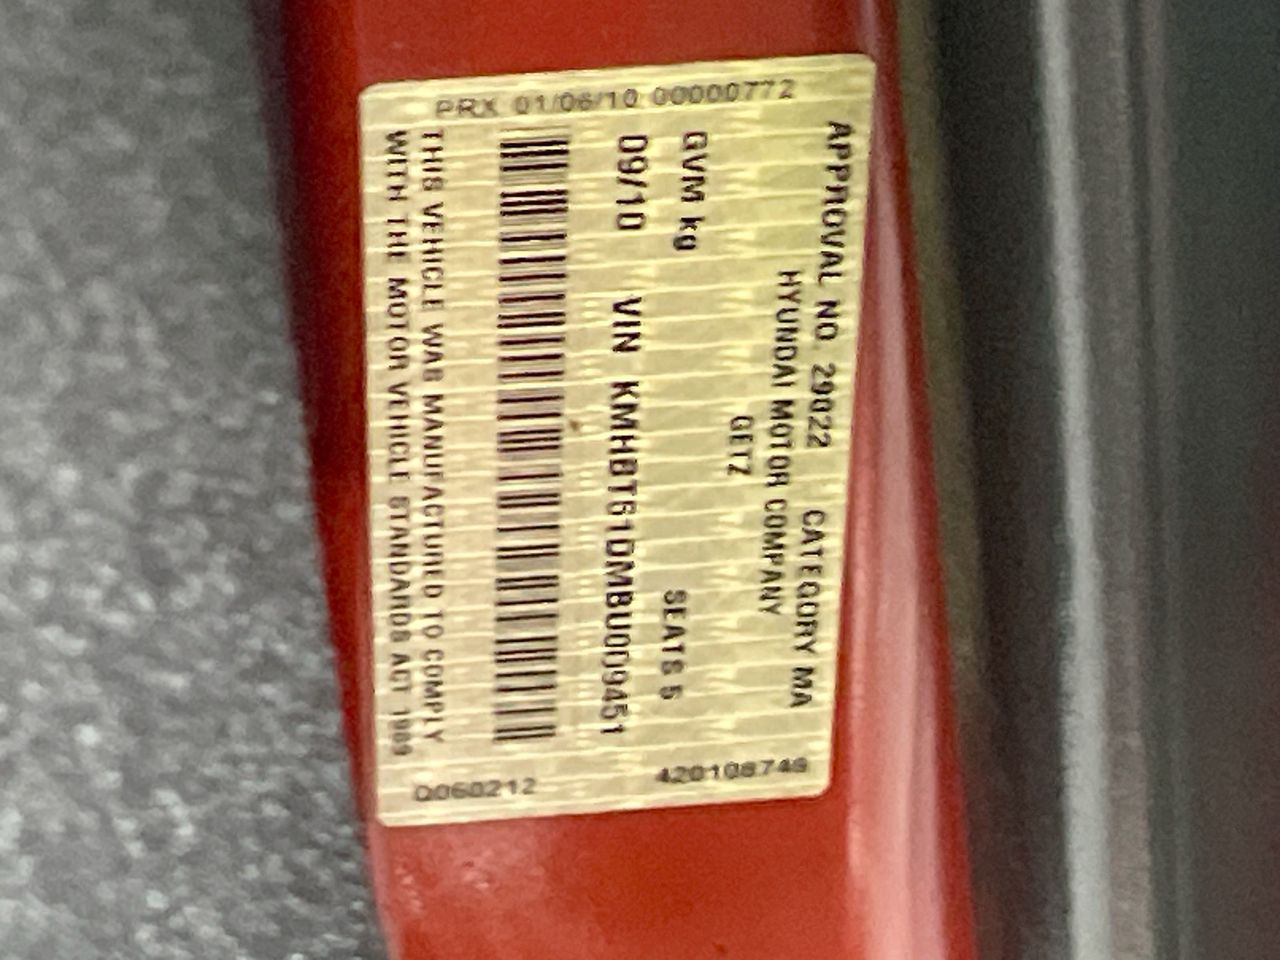 APPROVAL NO 29022 CATEGORY MA
HYUNDAI MOTOR COMPANY
GETZ
GVM kg SEATS 5
09/10 VIN KMHBT51DMBU009451
THIS VEHICLE WAS MANUFACTURED TO COMPLY
WITH THE MOTOR VEHICLE STANDARDS ACT 1989
PRX 01/06/10 00000772
420108749
Q060212